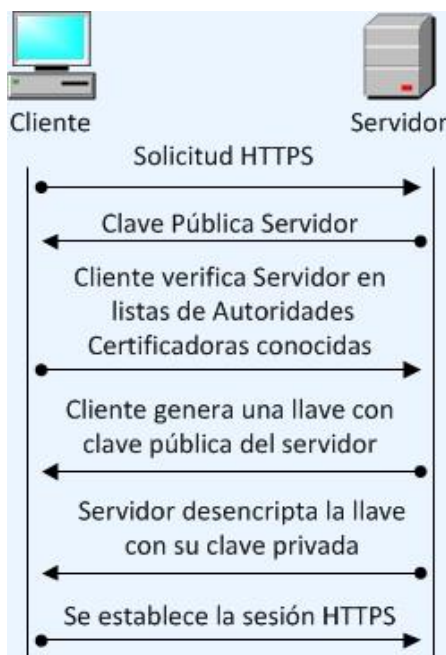 Cliente
Servidor
Solicitud HTTPS
Clave Pública Servidor
Cliente verifica Servidor en
listas de Autoridades
Certificadoras conocidas
Cliente genera una llave con
clave pública del servidor
Servidor desencripta la llave
con su clave privada
Se establece la sesión HTTPS